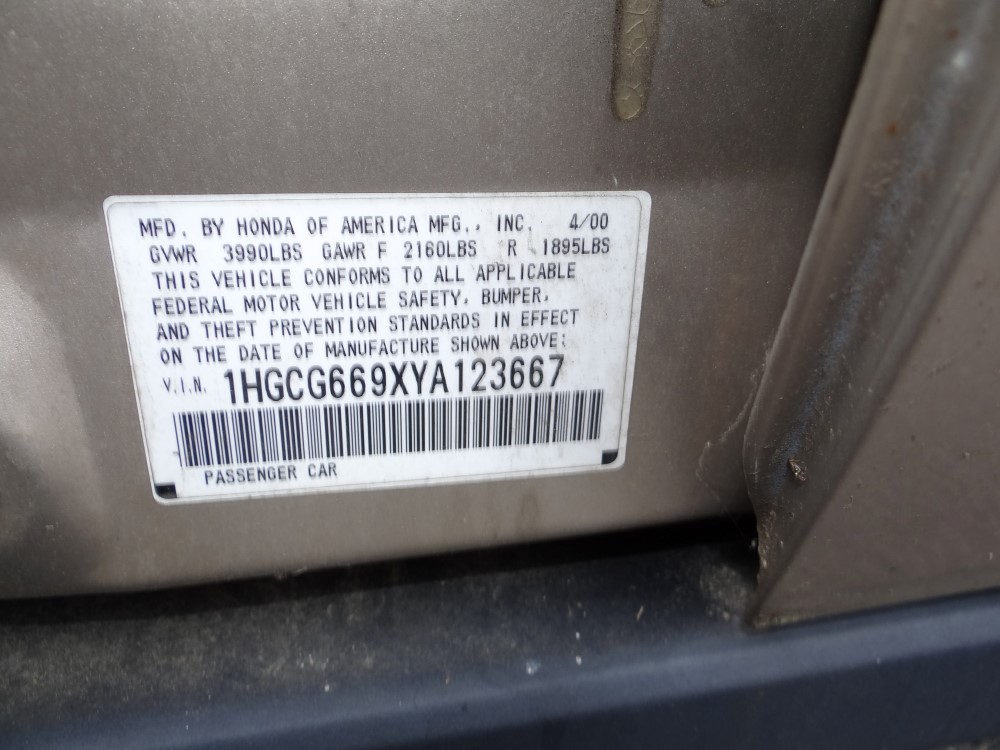 MFD. BY HONDA OF AMERICA MFG., INC. 4/00
GVWR 3990LBS GAWR F 2160LBS R 1895LBS
THIS VEHICLE CONFORMS TO ALL APPLICABLE
FEDERAL MOTOR VEHICLE SAFETY, BUMPER,
AND THEFT PREVENTION STANDARDS IN EFFECT
ON THE DATE OF MANUFACTURE SHOWN ABOVE:
V.I.N. 1HGCG669XYA123667
PASSENGER CAR